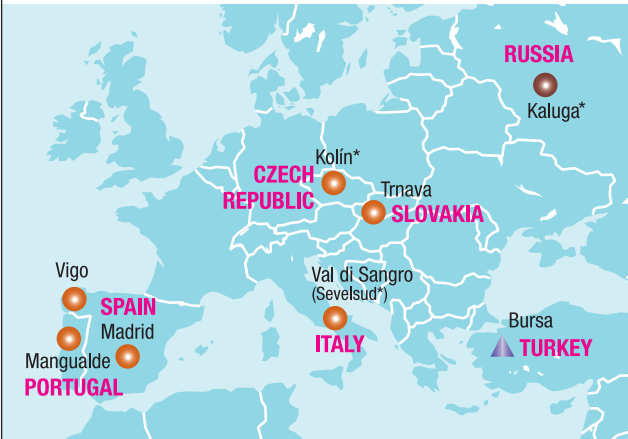 RUSSIA
Kaluga*
Kolín*
CZECH
REPUBLIC
Trnava
SLOVAKIA
Vigo
SPAIN
Madrid
Mangualde
PORTUGAL
Val di Sangro
(Sevelsud*)
ITALY
Bursa
TURKEY